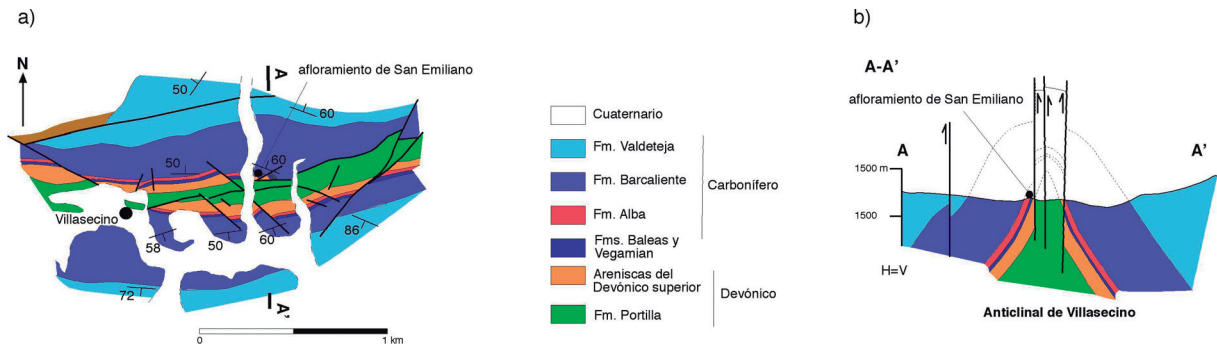 a)
N
A
afloramiento de San Emiliano
50
60
50
60
Villasecino
58
50
60
86
72
A'
0
1 km
Cuaternario
Fm. Valdeteja
Fm. Barcaliente
Carbonífero
Fm. Alba
Fms. Baleas y
Vegamian
Areniscas del
Devónico superior
Devónico
Fm. Portilla
b)
A-A'
afloramiento de San Emiliano
A
A'
1500 m
1500
H=V
Anticlinal de Villasecino